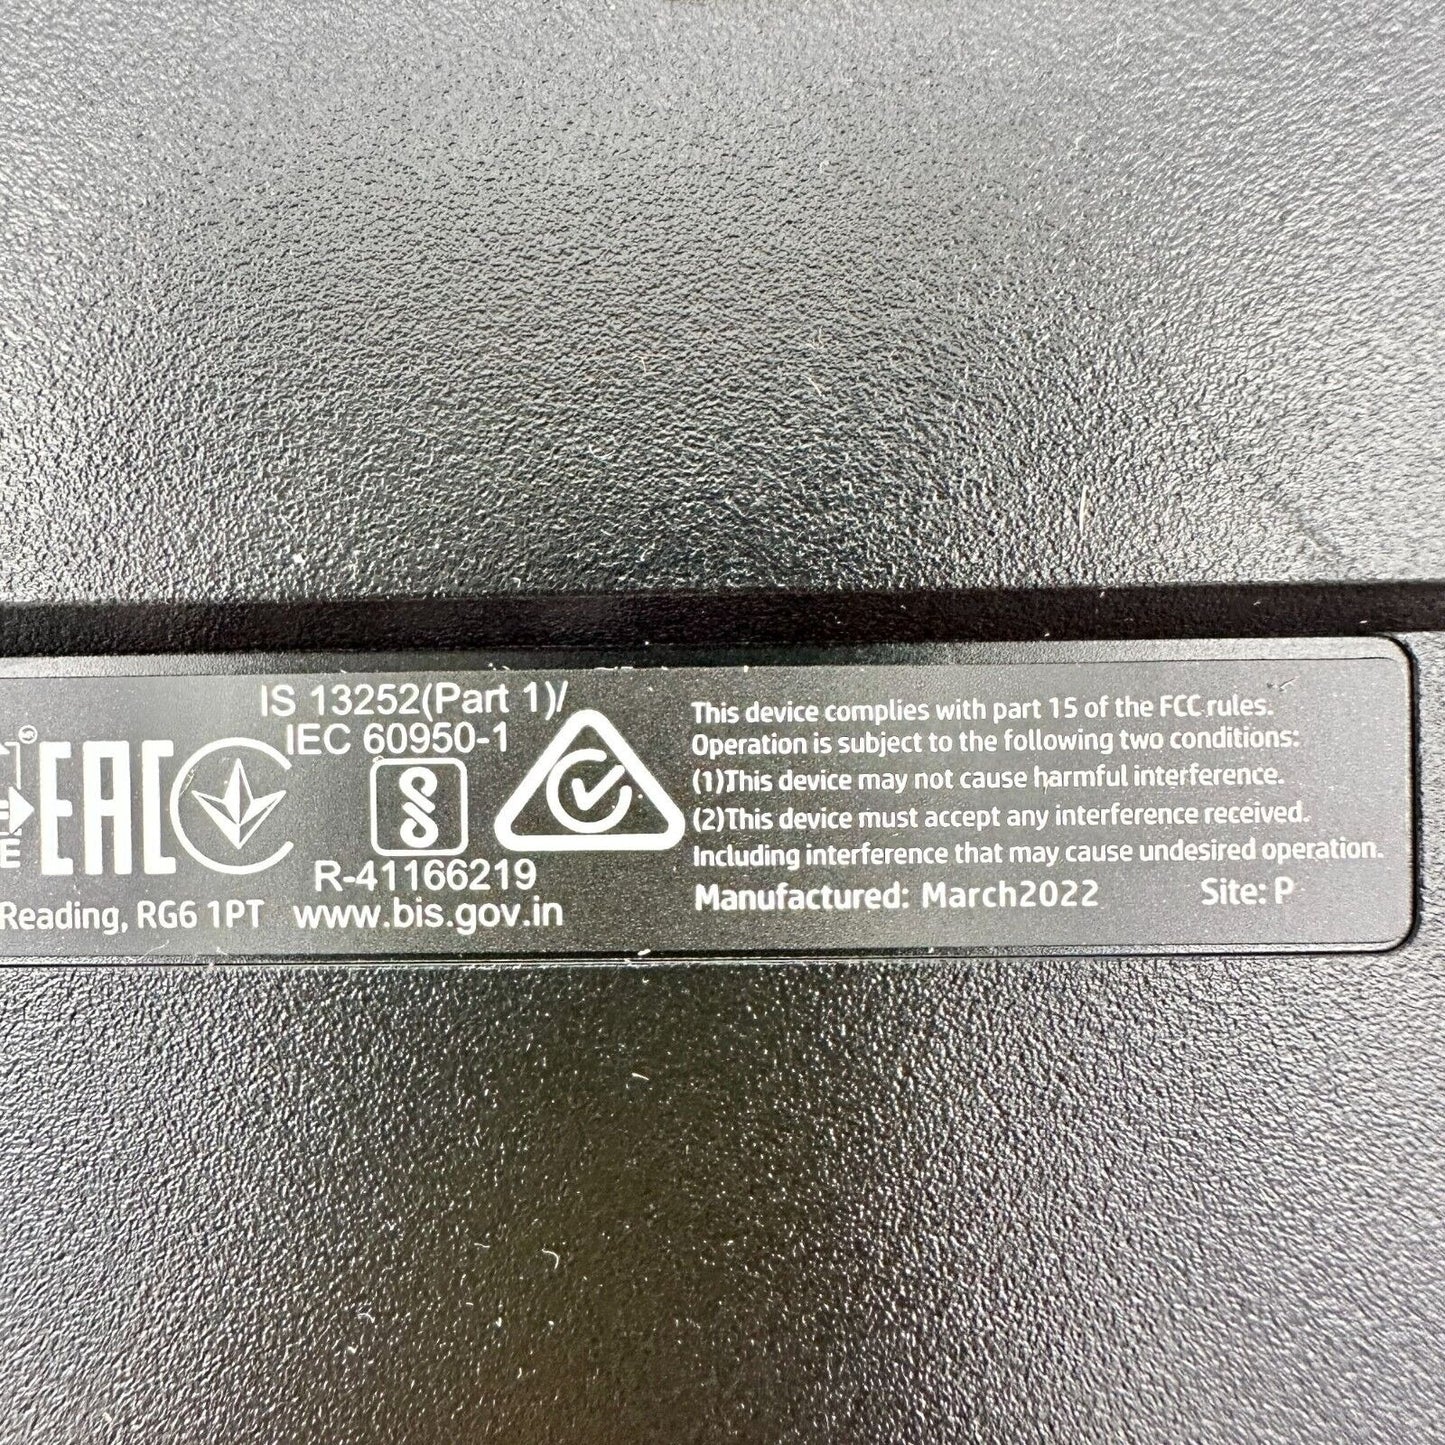 IS 13252(Part 1)/
IEC 60950-1
EAC
R-41166219
Reading, RG6 1PT www.bis.gov.in
This device complies with part 15 of the FCC rules.
Operation is subject to the following two conditions:
(1)This device may not cause harmful interference.
(2)This device must accept any interference received.
Including interference that may cause undesired operation.
Manufactured: March2022 Site: P